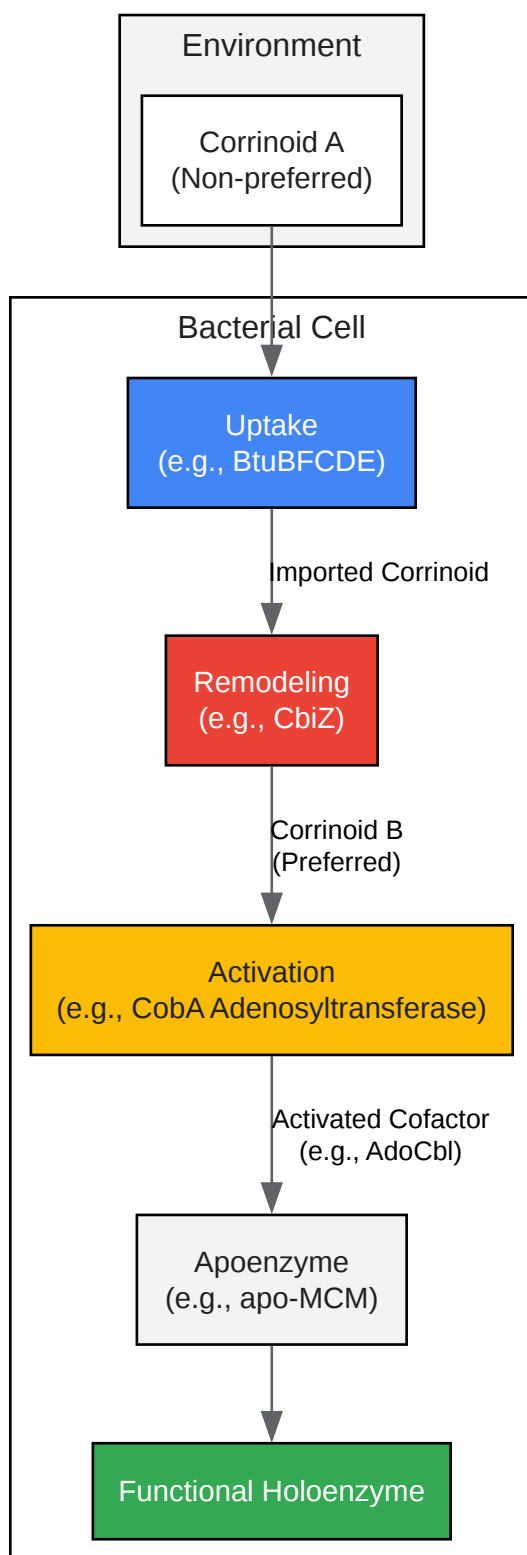 Environment
Corrinoid A
(Non-preferred)
Bacterial Cell
Uptake
(e.g., BtuBFCDE)
Imported Corrinoid
Remodeling
(e.g., CbiZ)
Corrinoid B
(Preferred)
Activation
(e.g., CobA Adenosyltransferase)
Activated Cofactor
(e.g., AdoCbl)
Apoenzyme
(e.g., apo-MCM)
Functional Holoenzyme